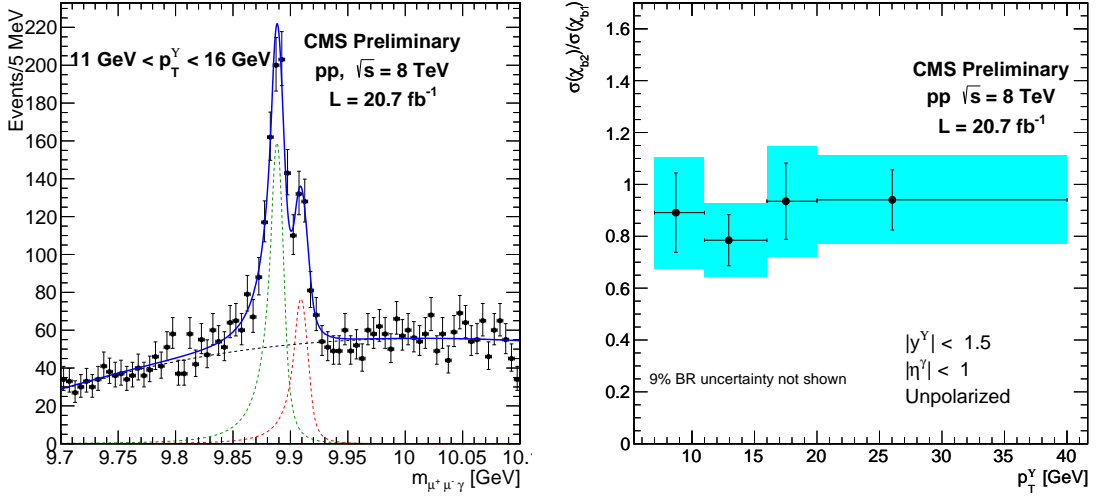 Events/5 MeV
220
200
180
160
140
120
100
80
60
40
20
0
11 GeV < p_T^Υ < 16 GeV
CMS Preliminary
pp, √s = 8 TeV
L = 20.7 fb⁻¹
9.7 9.75 9.8 9.85 9.9 9.95 10 10.05 10.1
m_μ⁺ μ⁻ γ [GeV]
σ(χ_b2)/σ(χ_b1)
1.6
1.4
1.2
1
0.8
0.6
0.4
0.2
0
CMS Preliminary
pp √s = 8 TeV
L = 20.7 fb⁻¹
|y^Υ| < 1.5
|η^γ| < 1
Unpolarized
9% BR uncertainty not shown
10 15 20 25 30 35 40
p_T^Υ [GeV]